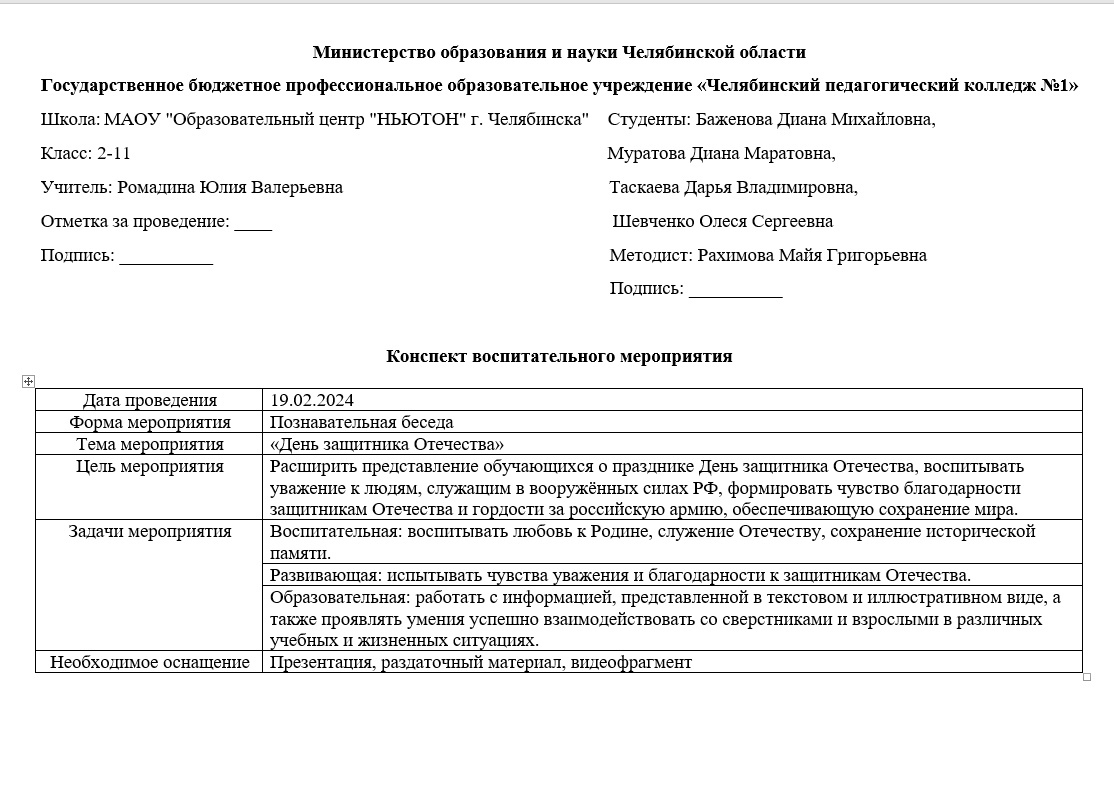 Министерство образования и науки Челябинской области
Государственное бюджетное профессиональное образовательное учреждение «Челябинский педагогический колледж №1»
Школа: МАОУ "Образовательный центр "НЬЮТОН" г. Челябинска" Студенты: Баженова Диана Михайловна,
Класс: 2-11 Муратова Диана Маратовна,
Учитель: Ромадина Юлия Валерьевна Таскаева Дарья Владимировна,
Отметка за проведение: ____ Шевченко Олеся Сергеевна
Подпись: __________ Методист: Рахимова Майя Григорьевна
Подпись: __________
Конспект воспитательного мероприятия
Дата проведения 19.02.2024
Форма мероприятия Познавательная беседа
Тема мероприятия «День защитника Отечества»
Цель мероприятия Расширить представление обучающихся о празднике День защитника Отечества, воспитывать
уважение к людям, служащим в вооружённых силах РФ, формировать чувство благодарности
защитникам Отечества и гордости за российскую армию, обеспечивающую сохранение мира.
Задачи мероприятия Воспитательная: воспитывать любовь к Родине, служение Отечеству, сохранение исторической
памяти.
Развивающая: испытывать чувства уважения и благодарности к защитникам Отечества.
Образовательная: работать с информацией, представленной в текстовом и иллюстративном виде, а
также проявлять умения успешно взаимодействовать со сверстниками и взрослыми в различных
учебных и жизненных ситуациях.
Необходимое оснащение Презентация, раздаточный материал, видеофрагмент